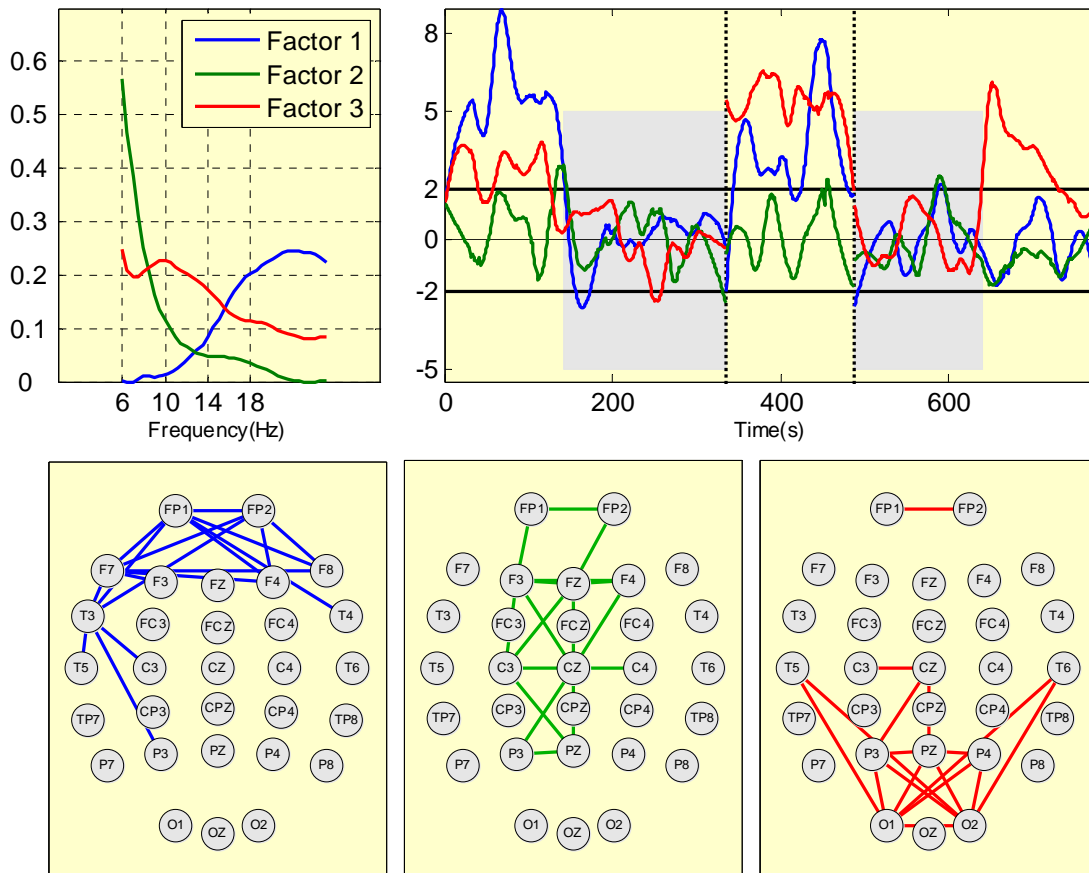 0.6
0.5
0.4
0.3
0.2
0.1
0
Factor 1
Factor 2
Factor 3
6 10 14 18
Frequency(Hz)
8
5
2
0
-2
-5
0 200 400 600
Time(s)
FP1 FP2
F7 F3 FZ F4 F8
T3 FC3 FCZ FC4 T4
T5 C3 CZ C4 T6
TP7 CP3 CPZ CP4 TP8
P7 P3 PZ P4 P8
O1 OZ O2
FP1 FP2
F7 F3 FZ F4 F8
T3 FC3 FCZ FC4 T4
T5 C3 CZ C4 T6
TP7 CP3 CPZ CP4 TP8
P7 P3 PZ P4 P8
O1 OZ O2
FP1 FP2
F7 F3 FZ F4 F8
T3 FC3 FCZ FC4 T4
T5 C3 CZ C4 T6
TP7 CP3 CPZ CP4 TP8
P7 P3 PZ P4 P8
O1 OZ O2